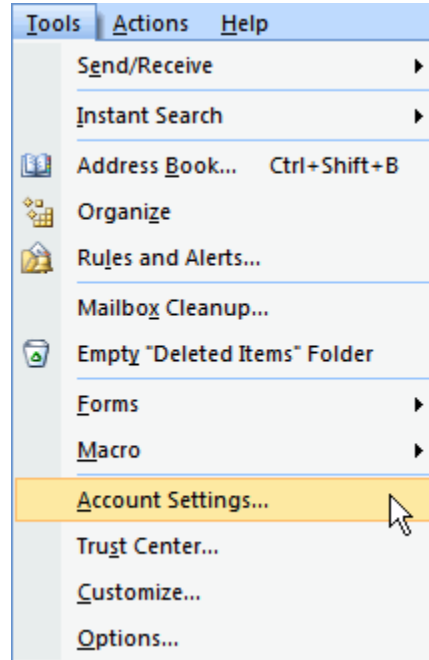 Tools Actions Help
Send/Receive
Instant Search
Address Book... Ctrl+Shift+B
Organize
Rules and Alerts...
Mailbox Cleanup...
Empty "Deleted Items" Folder
Forms
Macro
Account Settings...
Trust Center...
Customize...
Options...